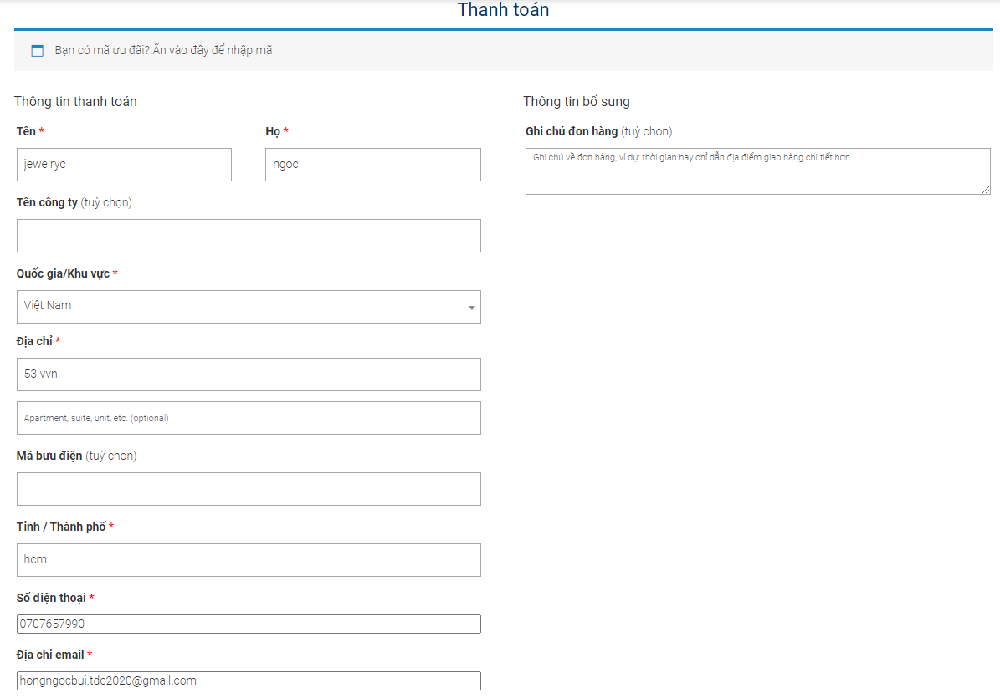 Thanh toán
Bạn có mã ưu đãi? Ấn vào đây để nhập mã
Thông tin thanh toán
Tên *
Họ *
jewelryc
ngoc
Tên công ty (tuỳ chọn)
Quốc gia/Khu vực *
Việt Nam
Địa chỉ *
53 vvn
Apartment, suite, unit, etc. (optional)
Mã bưu điện (tuỳ chọn)
Tỉnh / Thành phố *
hcm
Số điện thoại *
0707657990
Địa chỉ email *
hongngocbui.tdc2020@gmail.com
Thông tin bổ sung
Ghi chú đơn hàng (tuỳ chọn)
Ghi chú về đơn hàng, ví dụ: thời gian hay chỉ dẫn địa điểm giao hàng chi tiết hơn.